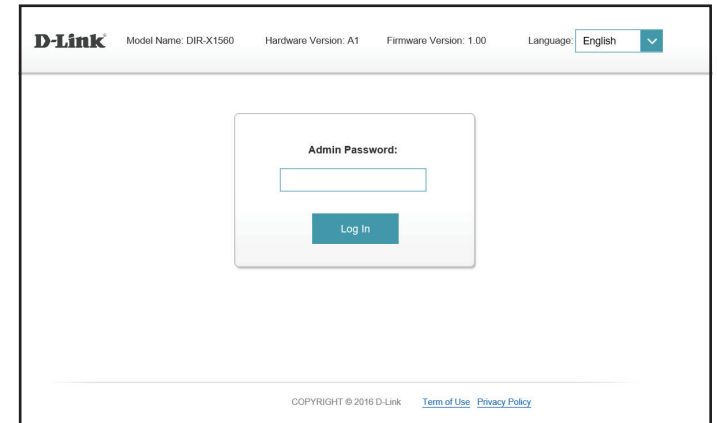 D-Link Model Name: DIR-X1560 Hardware Version: A1 Firmware Version: 1.00 Language: English
Admin Password:
Log In
COPYRIGHT © 2016 D-Link Term of Use Privacy Policy